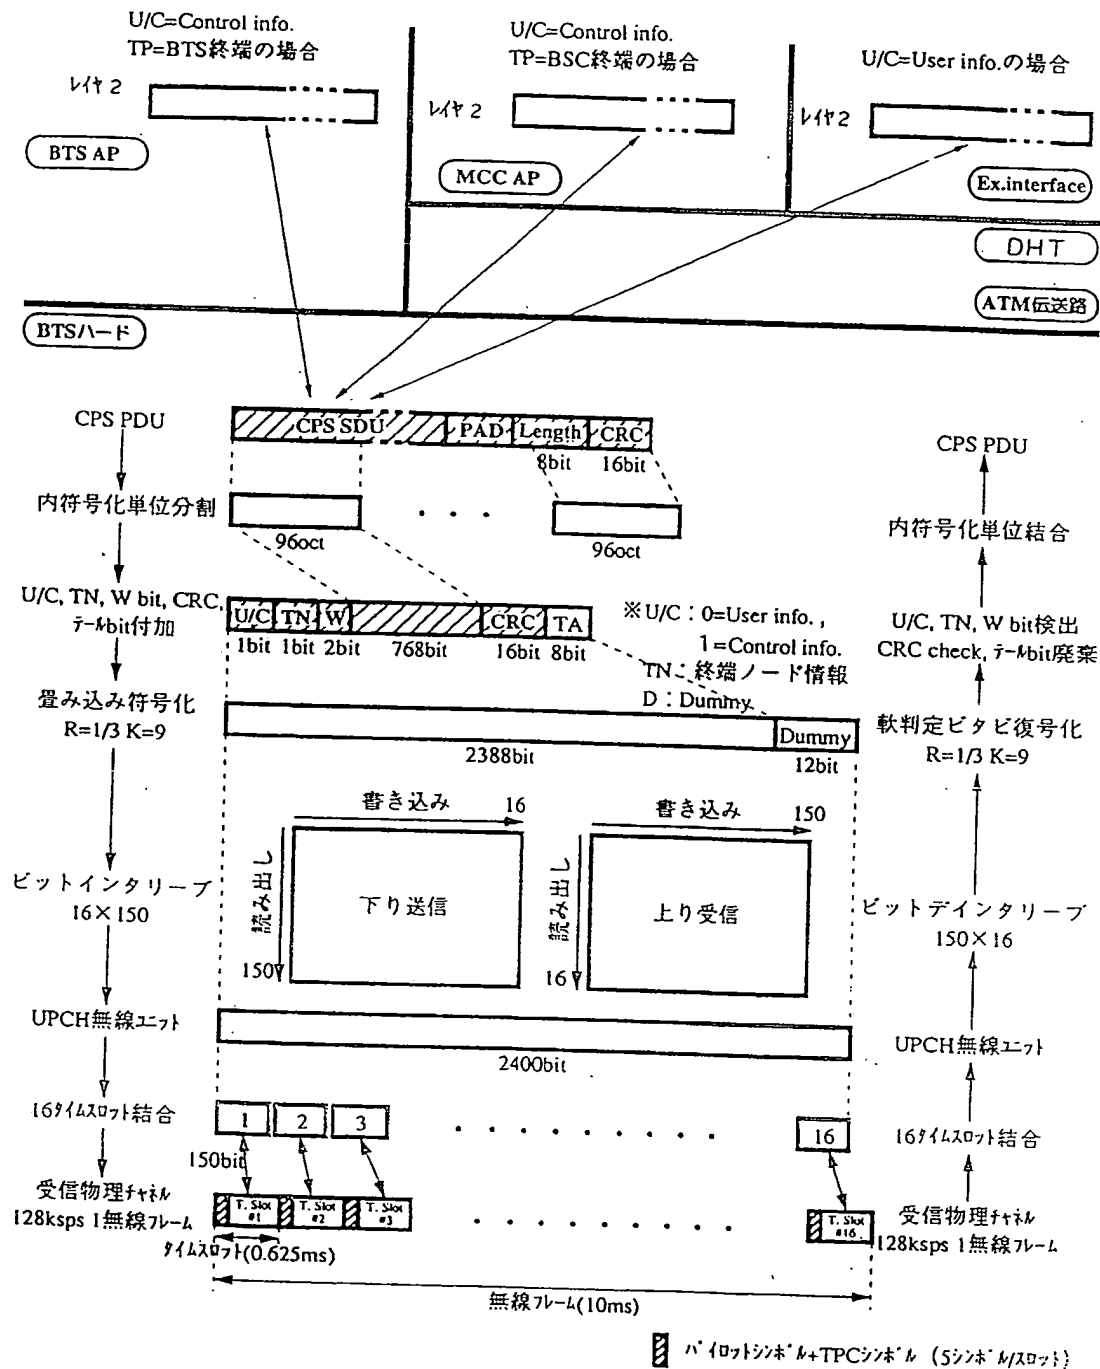 U/C=Control info.
TP=BTS終端の場合
U/C=Control info.
TP=BSC終端の場合
U/C=User info.の場合
ﾚｲﾔ 2
レイヤ 2
ﾚｲﾔ2
BTS AP
MCC AP
Ex.interface
DHT
ATM伝送路
BTSハード
CPS PDU
CPS SDU
PAD
Length
CRC
8bit
16bit
CPS PDU
内符号化単位分割
96oct
96oct
内符号化単位結合
U/C, TN, W bit, CRC,
ﾃｰﾙbit付加
U/C
TN
W
CRC
TA
1bit
1bit
2bit
768bit
16bit
8bit
※U/C：0=User info.,
1=Control info.
TN：終端ノード情報
D：Dummy
U/C, TN, W bit検出
CRC check, ﾃｰﾙbit廃棄
畳み込み符号化
R=1/3 K=9
Dummy
2388bit
12bit
軟判定ビタビ復号化
R=1/3 K=9
書き込み
16
書き込み
150
読み出し
下り送信
読み出し
上り受信
150
16
ビットインタリーブ
16×150
ビットデインタリーブ
150×16
UPCH無線ﾕﾆｯﾄ
2400bit
UPCH無線ﾕﾆｯﾄ
16ﾀｲﾑｽﾛｯﾄ結合
1
2
3
16
16ﾀｲﾑｽﾛｯﾄ結合
150bit
受信物理ﾁｬﾈﾙ
128ksps 1無線ﾌﾚｰﾑ
T. Slot
#1
T. Slot
#2
T. Slot
#3
T. Slot
#16
受信物理ﾁｬﾈﾙ
128ksps 1無線ﾌﾚｰﾑ
ﾀｲﾑｽﾛｯﾄ(0.625ms)
無線ﾌﾚｰﾑ(10ms)
ﾊﾟｲﾛｯﾄｼﾝﾎﾞﾙ+TPCｼﾝﾎﾞﾙ (5ｼﾝﾎﾞﾙ/ｽﾛｯﾄ)